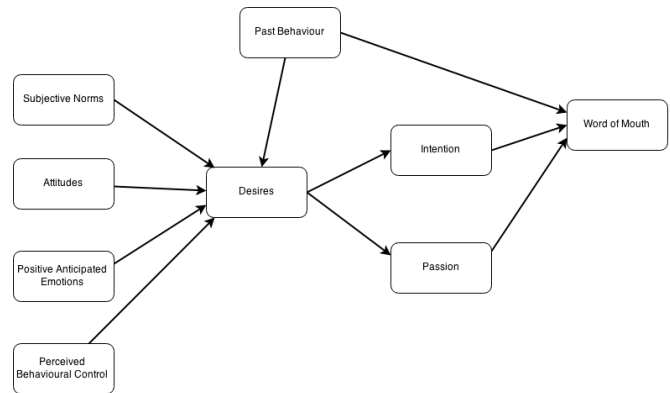 Past Behaviour
Subjective Norms
Word of Mouth
Intention
Attitudes
Desires
Positive Anticipated
Emotions
Passion
Perceived
Behavioural Control